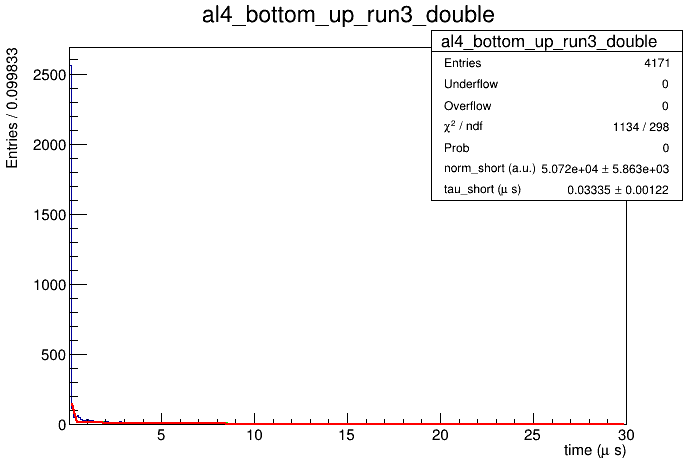 al4_bottom_up_run3_double
al4_bottom_up_run3_double
Entries 4171
Underflow 0
Overflow 0
χ² / ndf 1134 / 298
Prob 0
norm_short (a.u.) 5.072e+04 ± 5.863e+03
tau_short (μ s) 0.03335 ± 0.00122
Entries / 0.099833
2500
2000
1500
1000
500
0
5 10 15 20 25 30
time (μ s)